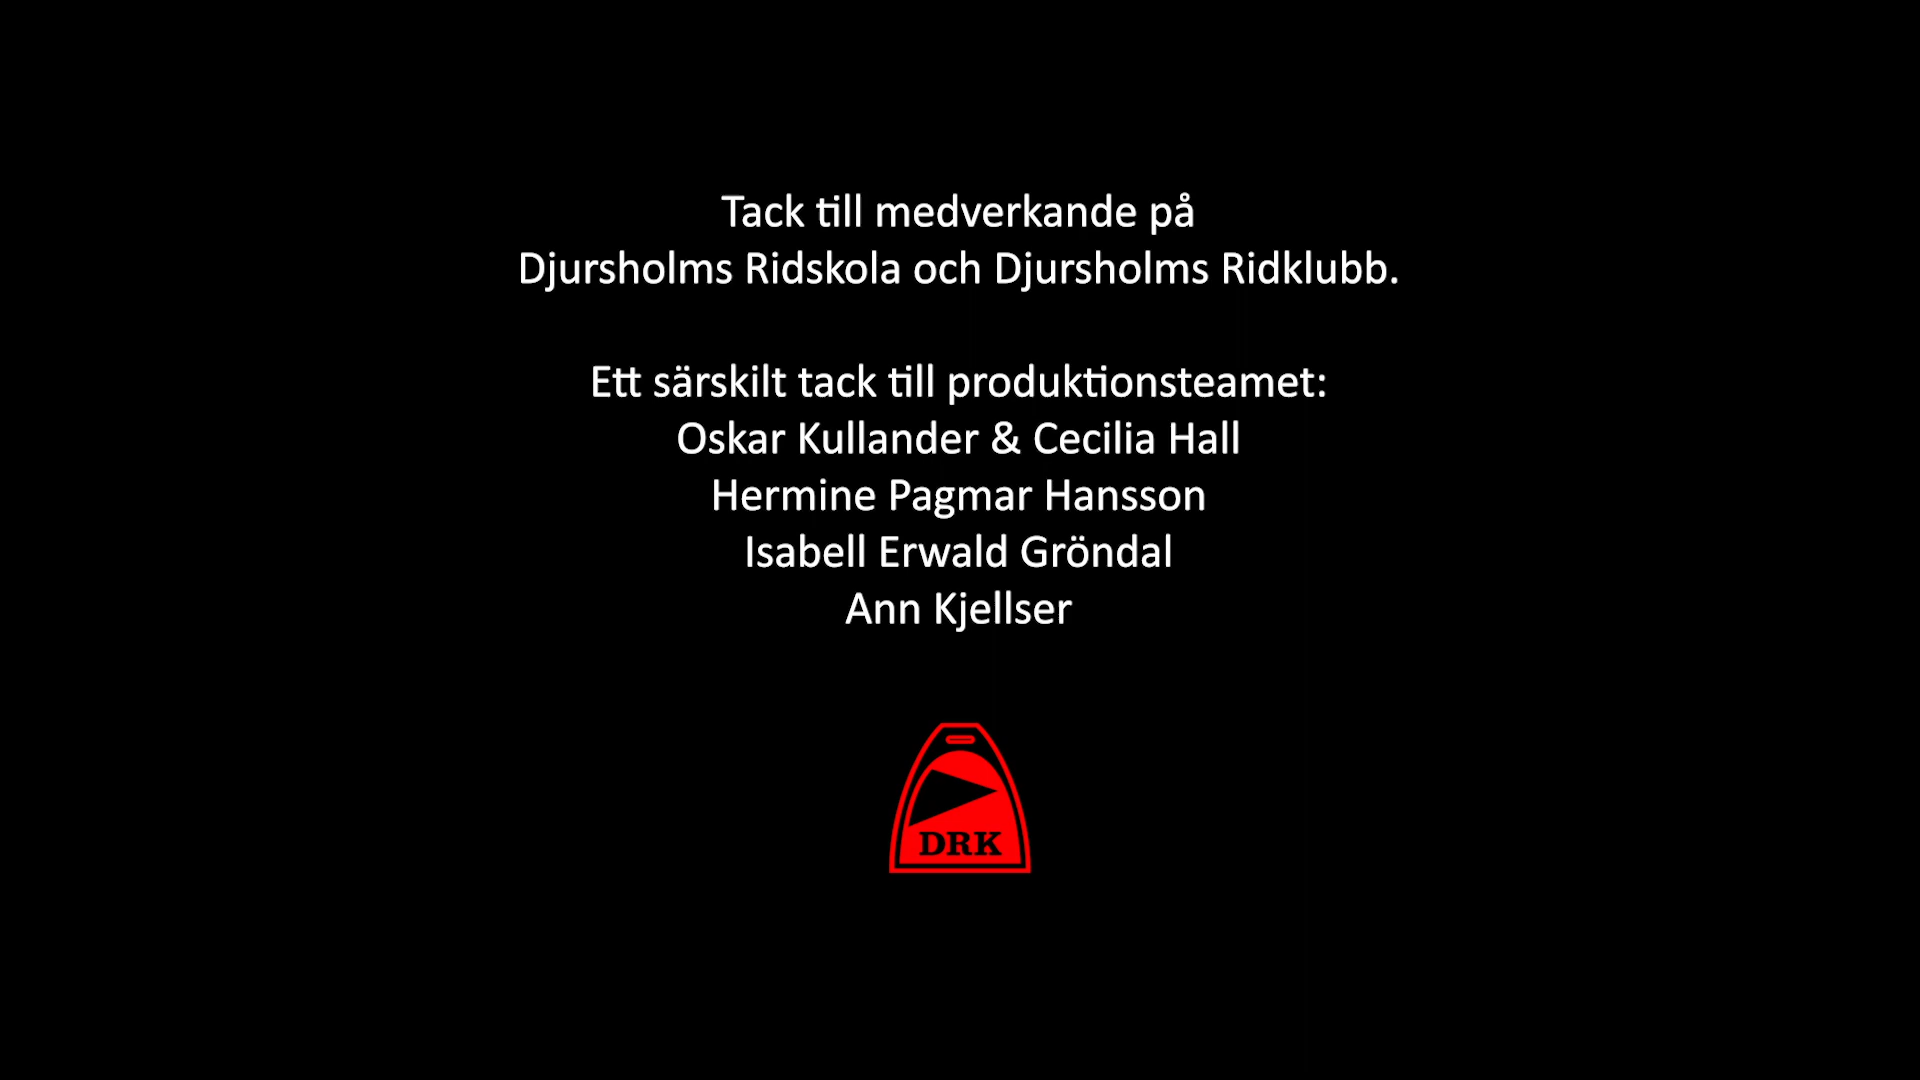 Tack till medverkande på
Djursholms Ridskola och Djursholms Ridklubb.
Ett särskilt tack till produktionsteamet:
Oskar Kullander & Cecilia Hall
Hermine Pagmar Hansson
Isabell Erwald Gröndal
Ann Kjellser
DRK